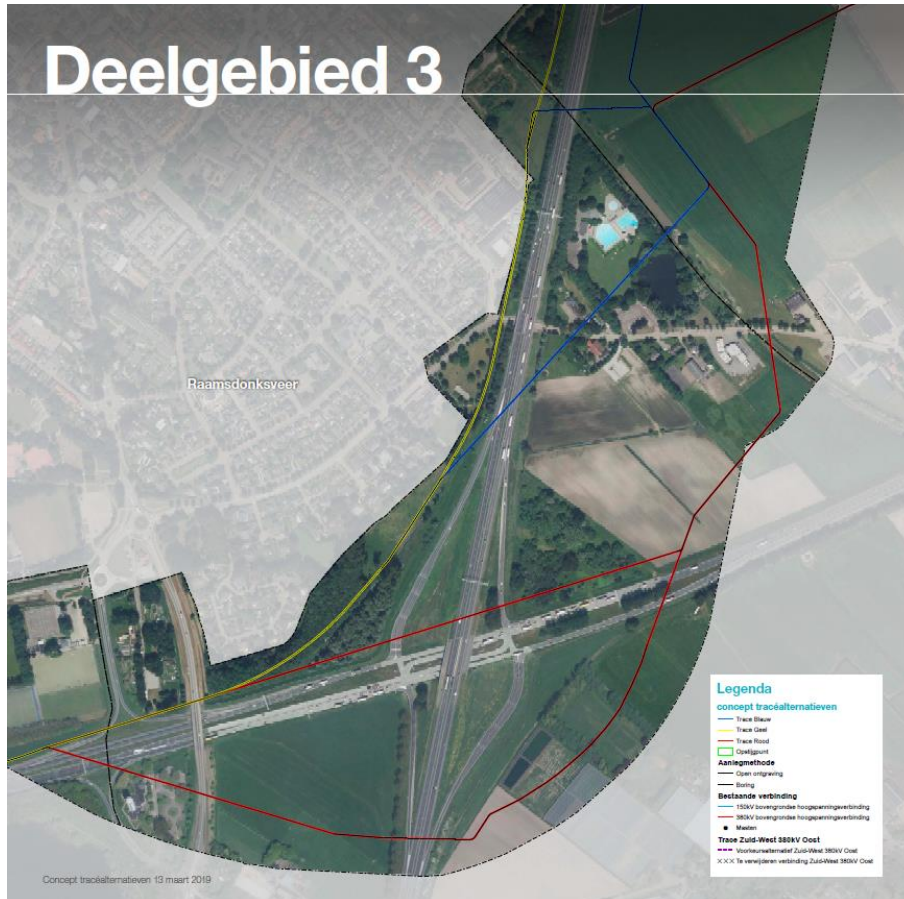 Deelgebied 3
Raamsdonksveer
Legenda
concept tracéalternatieven
Trace Blauw
Trace Geel
Trace Rood
Opstijgpunt
Aanlegmethode
Open ontgraving
Boring
Bestaande verbinding
150kV bovengrondse hoogspanningsverbinding
380kV bovengrondse hoogspanningsverbinding
Masten
Trace Zuid-West 380kV Oost
Voorkeursalternatief Zuid-West 380kV Oost
Te verwijderen verbinding Zuid-West 380kV Oost
Concept tracéalternatieven 13 maart 2019